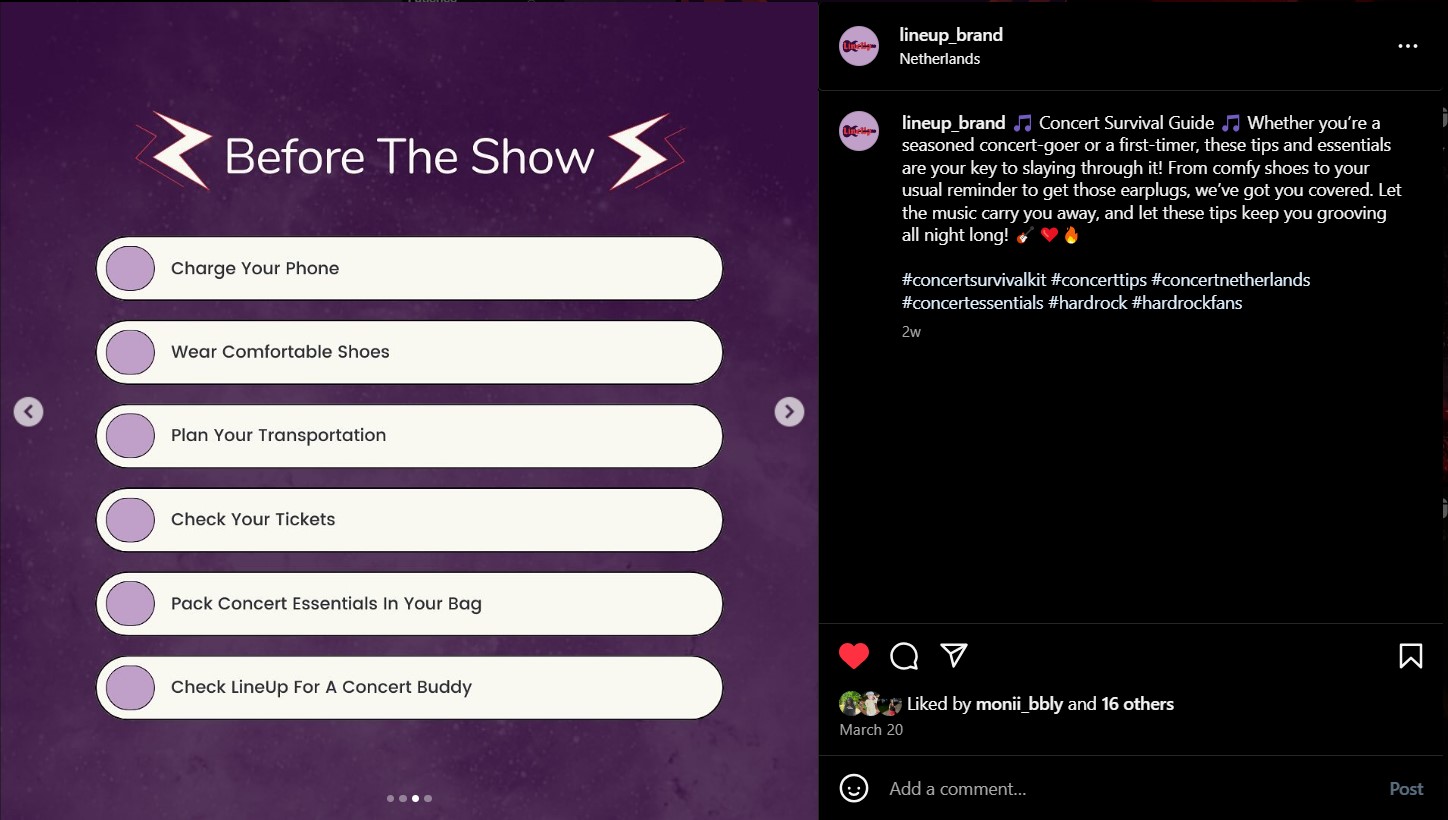 Before The Show
Charge Your Phone
Wear Comfortable Shoes
Plan Your Transportation
Check Your Tickets
Pack Concert Essentials In Your Bag
Check LineUp For A Concert Buddy
lineup_brand
Netherlands
lineup_brand 🎵 Concert Survival Guide 🎵 Whether you’re a
seasoned concert-goer or a first-timer, these tips and essentials
are your key to slaying through it! From comfy shoes to your
usual reminder to get those earplugs, we’ve got you covered. Let
the music carry you away, and let these tips keep you grooving
all night long! 🎸 ❤️ 🔥
#concertsurvivalkit #concerttips #concertnetherlands
#concertessentials #hardrock #hardrockfans
2w
Liked by monii_bbly and 16 others
March 20
Add a comment...
Post